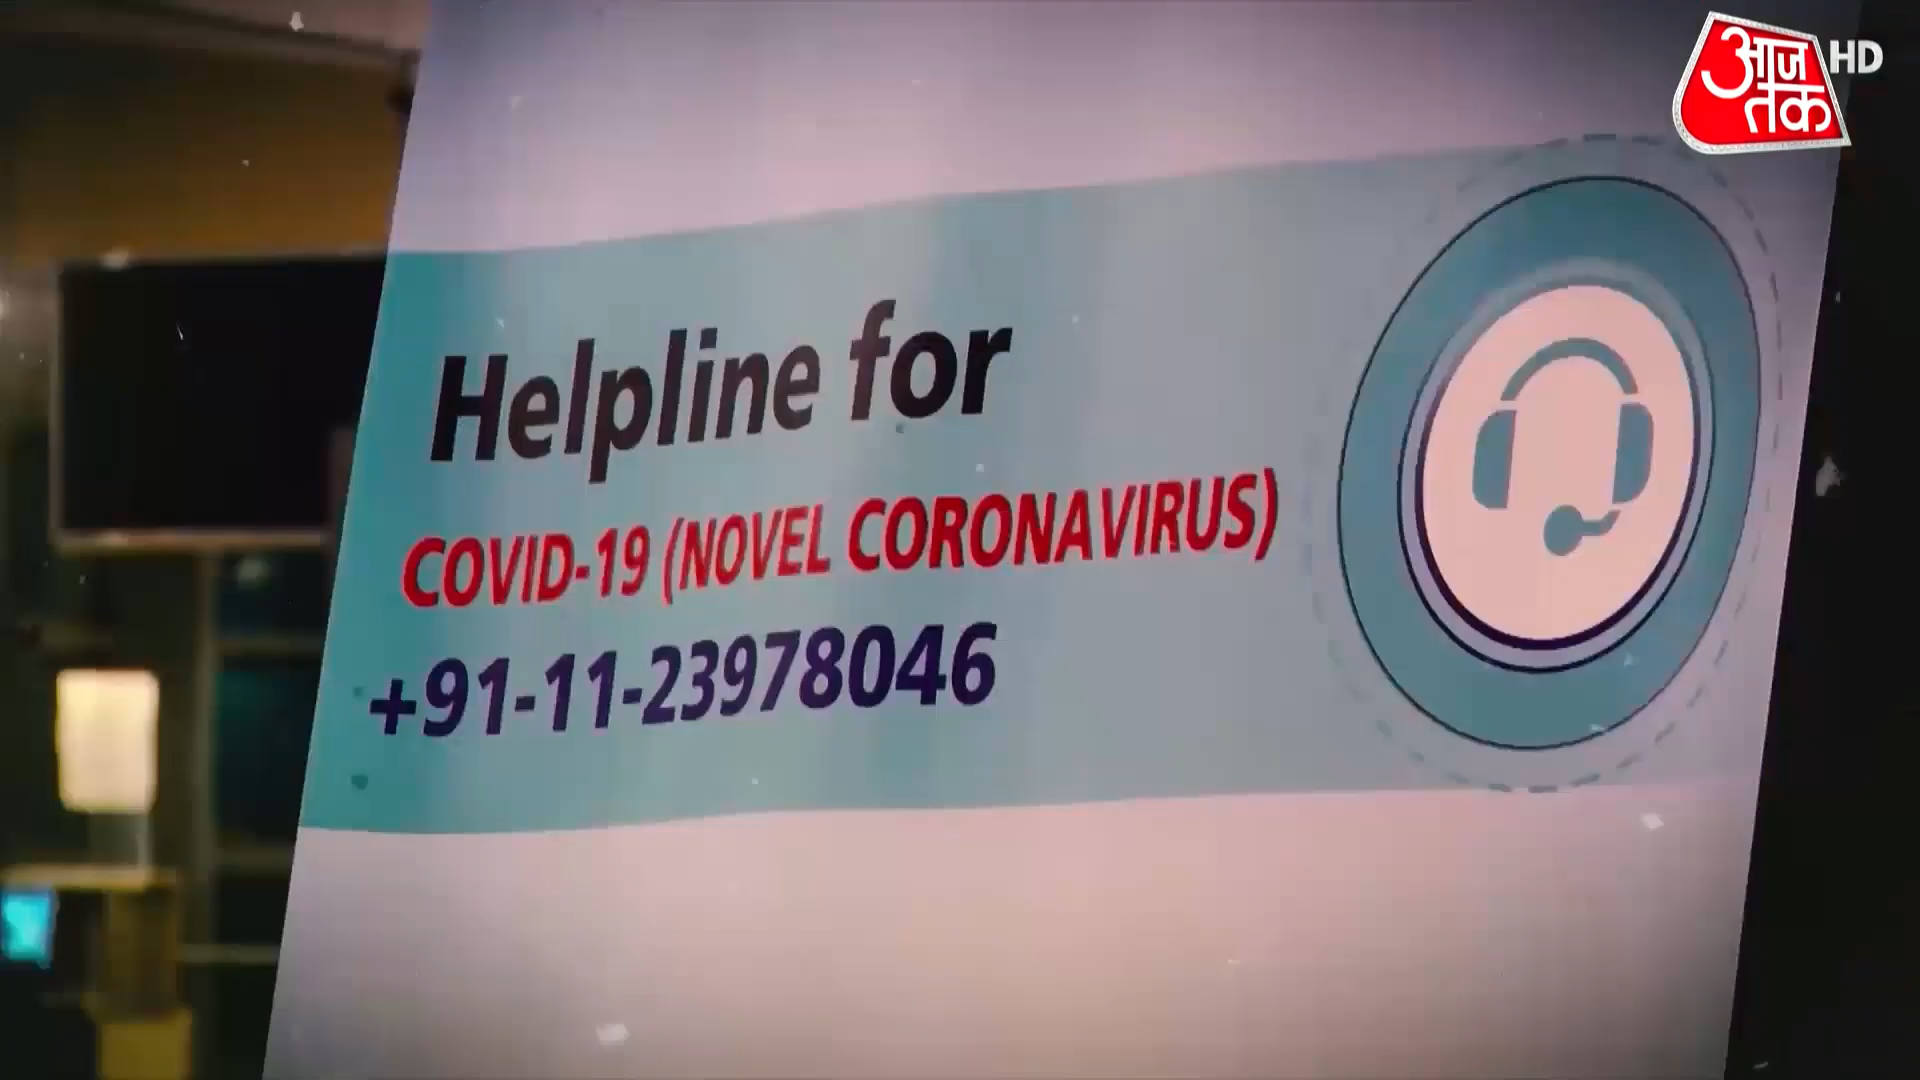 आज
तक
HD
Helpline for
COVID-19 (NOVEL CORONAVIRUS)
+91-11-23978046